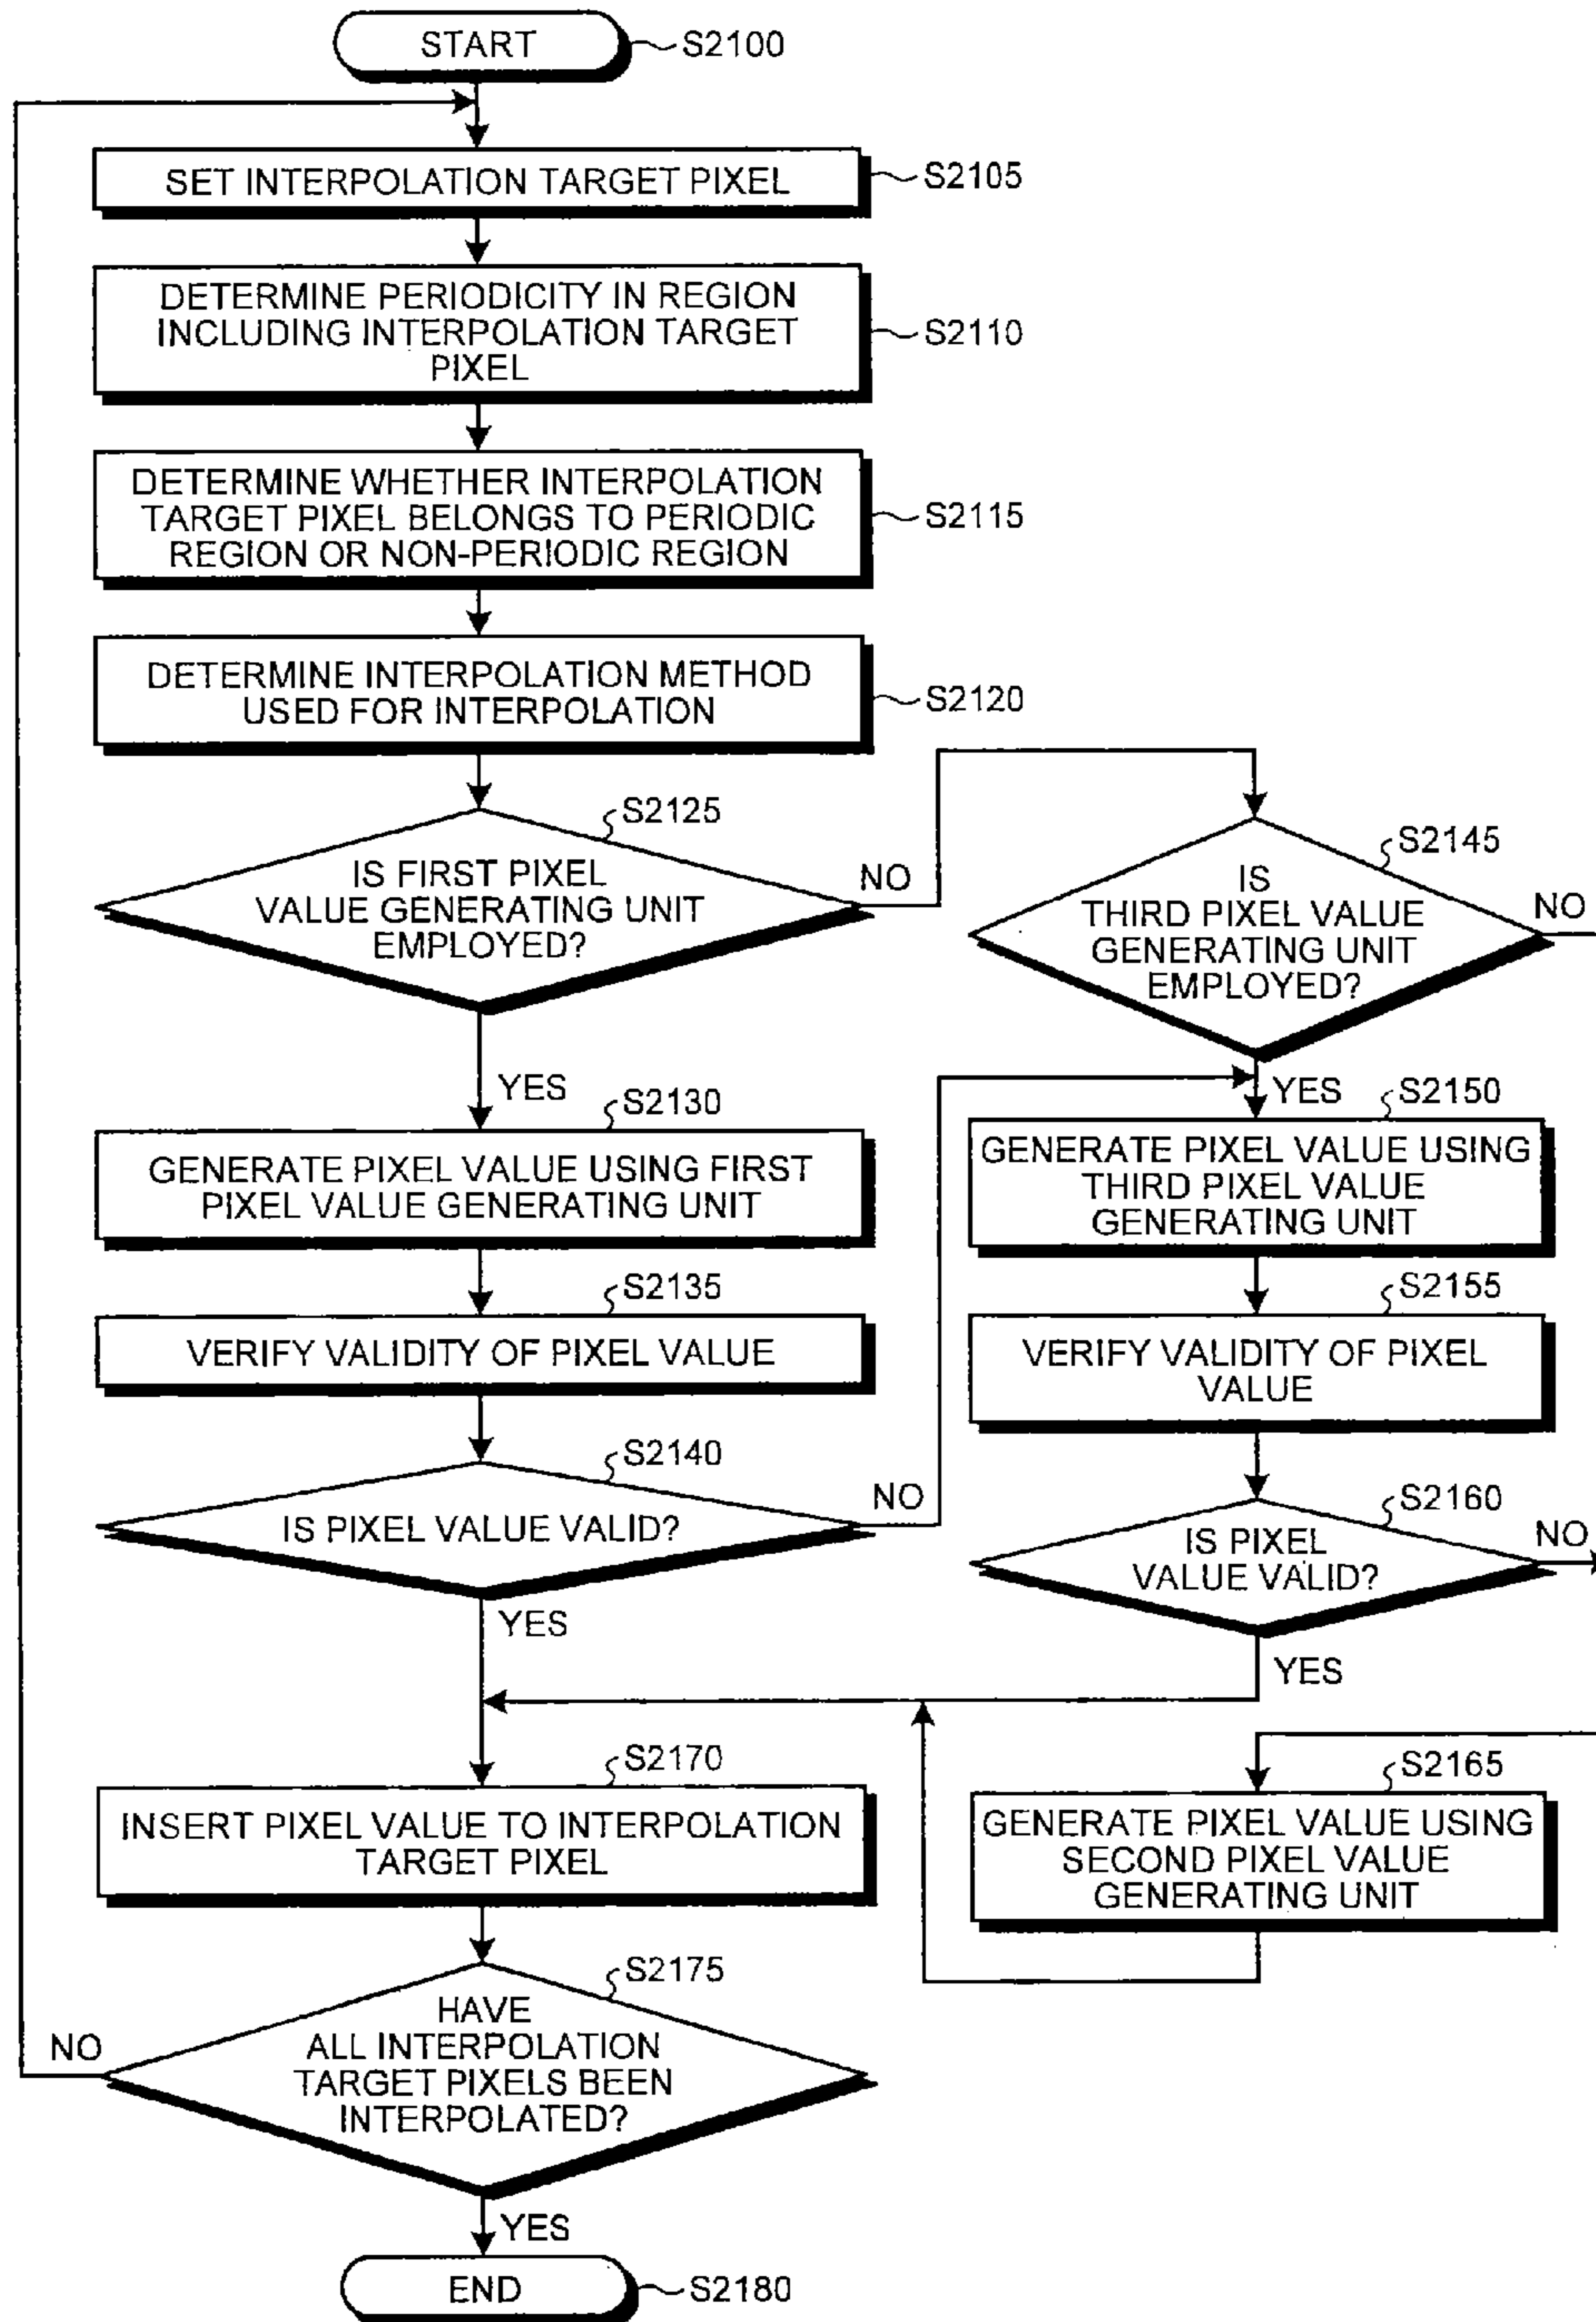 START
S2100
SET INTERPOLATION TARGET PIXEL
S2105
DETERMINE PERIODICITY IN REGION
INCLUDING INTERPOLATION TARGET
PIXEL
S2110
DETERMINE WHETHER INTERPOLATION
TARGET PIXEL BELONGS TO PERIODIC
REGION OR NON-PERIODIC REGION
S2115
DETERMINE INTERPOLATION METHOD
USED FOR INTERPOLATION
S2120
S2125
IS FIRST PIXEL
VALUE GENERATING UNIT
EMPLOYED?
NO
YES
S2130
GENERATE PIXEL VALUE USING FIRST
PIXEL VALUE GENERATING UNIT
S2135
VERIFY VALIDITY OF PIXEL VALUE
S2140
IS PIXEL VALUE VALID?
NO
YES
S2145
IS
THIRD PIXEL VALUE
GENERATING UNIT
EMPLOYED?
NO
YES
S2150
GENERATE PIXEL VALUE USING
THIRD PIXEL VALUE
GENERATING UNIT
S2155
VERIFY VALIDITY OF PIXEL
VALUE
S2160
IS PIXEL
VALUE VALID?
NO
YES
S2165
GENERATE PIXEL VALUE USING
SECOND PIXEL VALUE
GENERATING UNIT
S2170
INSERT PIXEL VALUE TO INTERPOLATION
TARGET PIXEL
S2175
HAVE
ALL INTERPOLATION
TARGET PIXELS BEEN
INTERPOLATED?
NO
YES
END
S2180